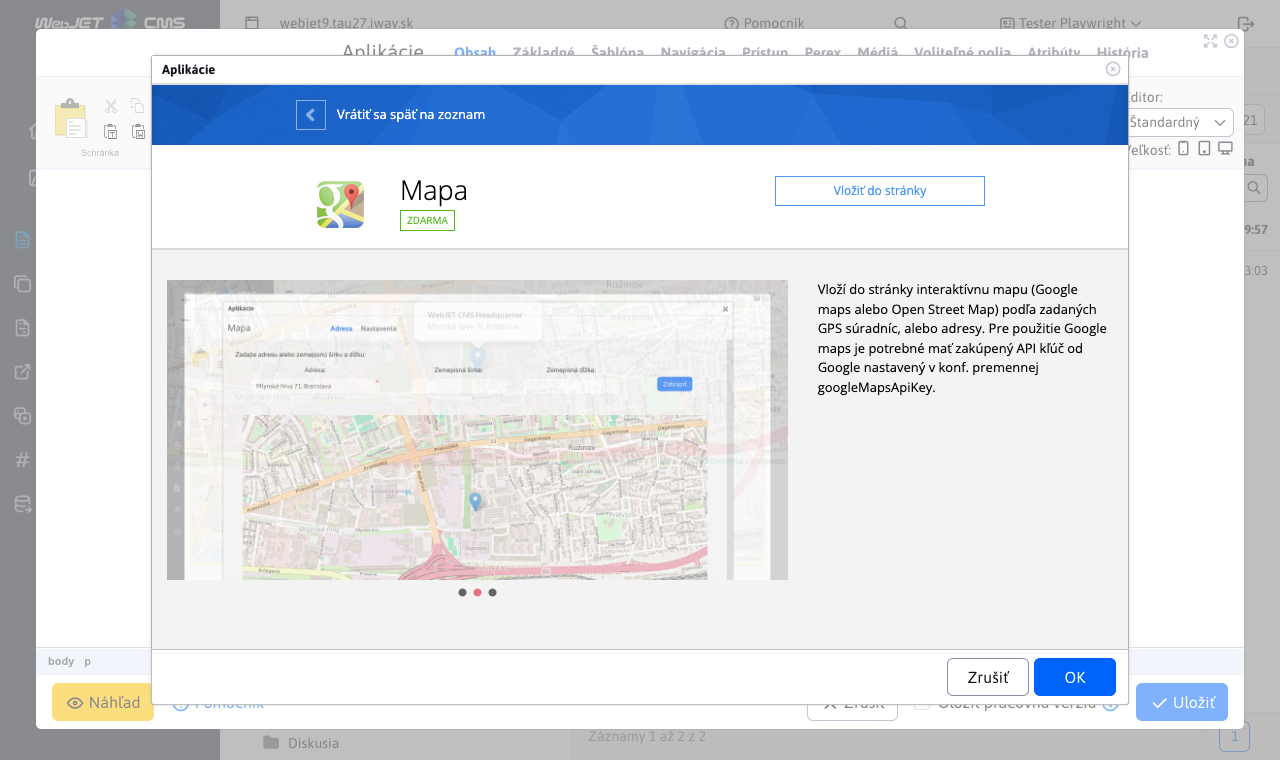 WebJET CMS
webjet9.tau27.iway.sk
Pomocník
Tester Playwright
Aplikácie
Obsah
Základné
Šablóna
Navigácia
Prístup
Perex
Médiá
Voliteľné polia
Atribúty
História
Aplikácie
Vrátiť sa späť na zoznam
Schránka
Editor:
Štandardný
21
Veľkosť:
9:57
3:03
Mapa
ZDARMA
Vložiť do stránky
Vloží do stránky interaktívnu mapu (Google
maps alebo Open Street Map) podľa zadaných
GPS súradníc, alebo adresy. Pre použitie Google
maps je potrebné mať zakúpený API kľúč od
Google nastavený v konf. premennej
googleMapsApiKey.
Aplikácie
Mapa
Adresa
Nastavenia
WebJET CMS Headquarter
Mlynské Nivy 71, Bratislava
Zadajte adresu alebo zemepisnú šírku a dĺžku:
Adresa:
Zemepisná šírka:
Zemepisná dĺžka:
Mlynské Nivy 71, Bratislava
Zobraziť
Ružinov
Ružinov
Gagarinova
Prievozská
body p
Zrušiť
OK
Náhľad
Pomocník
Zrušiť
Uložiť pracovnú verziu
Uložiť
Diskusia
Záznamy 1 až 2 z 2
1